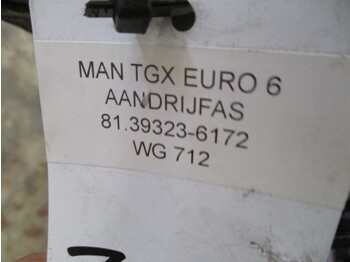 MAN TGX EURO 6
AANDRIJFAS
81.39323-6172
WG 712